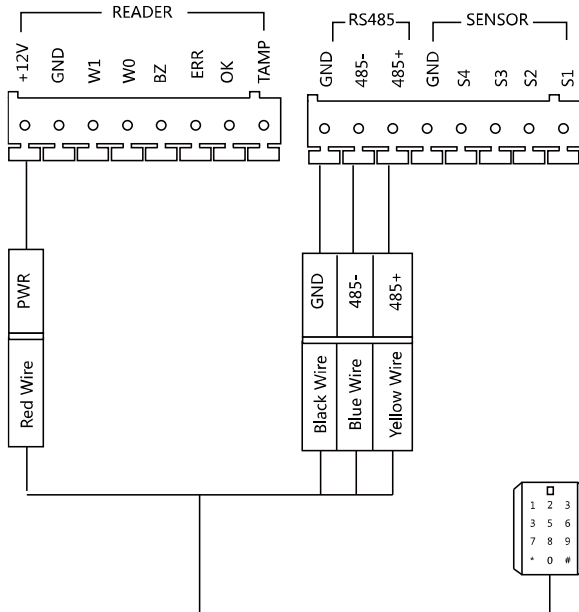 READER
RS485
SENSOR
+12V
GND
W1
W0
BZ
ERR
OK
TAMP
GND
485-
485+
GND
S4
S3
S2
S1
PWR
GND
485-
485+
Red Wire
Black Wire
Blue Wire
Yellow Wire
1 2 3
3 5 6
7 8 9
* 0 #